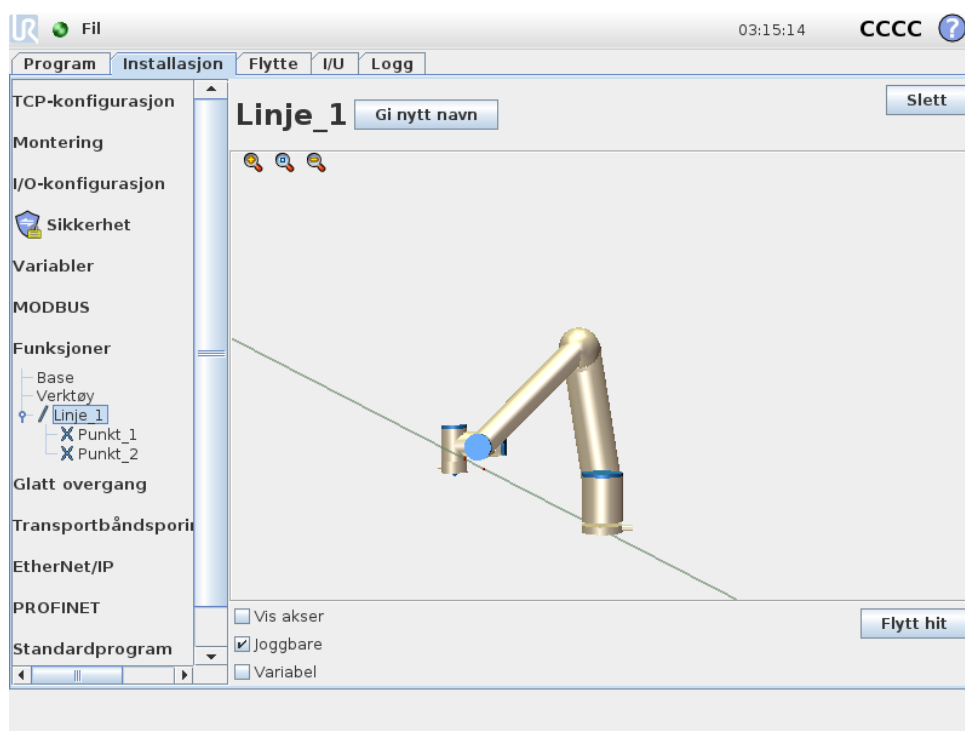 UR Fil 03:15:14 CCCC ?
Program Installasjon Flytte I/U Logg
TCP-konfigurasjon
Montering
I/O-konfigurasjon
Sikkerhet
Variabler
MODBUS
Funksjoner
Base
Verktøy
Linje_1
Punkt_1
Punkt_2
Glatt overgang
Transportbåndspori
EtherNet/IP
PROFINET
Standardprogram
Linje_1 Gi nytt navn Slett
Vis akser
Joggbare
Variabel
Flytt hit